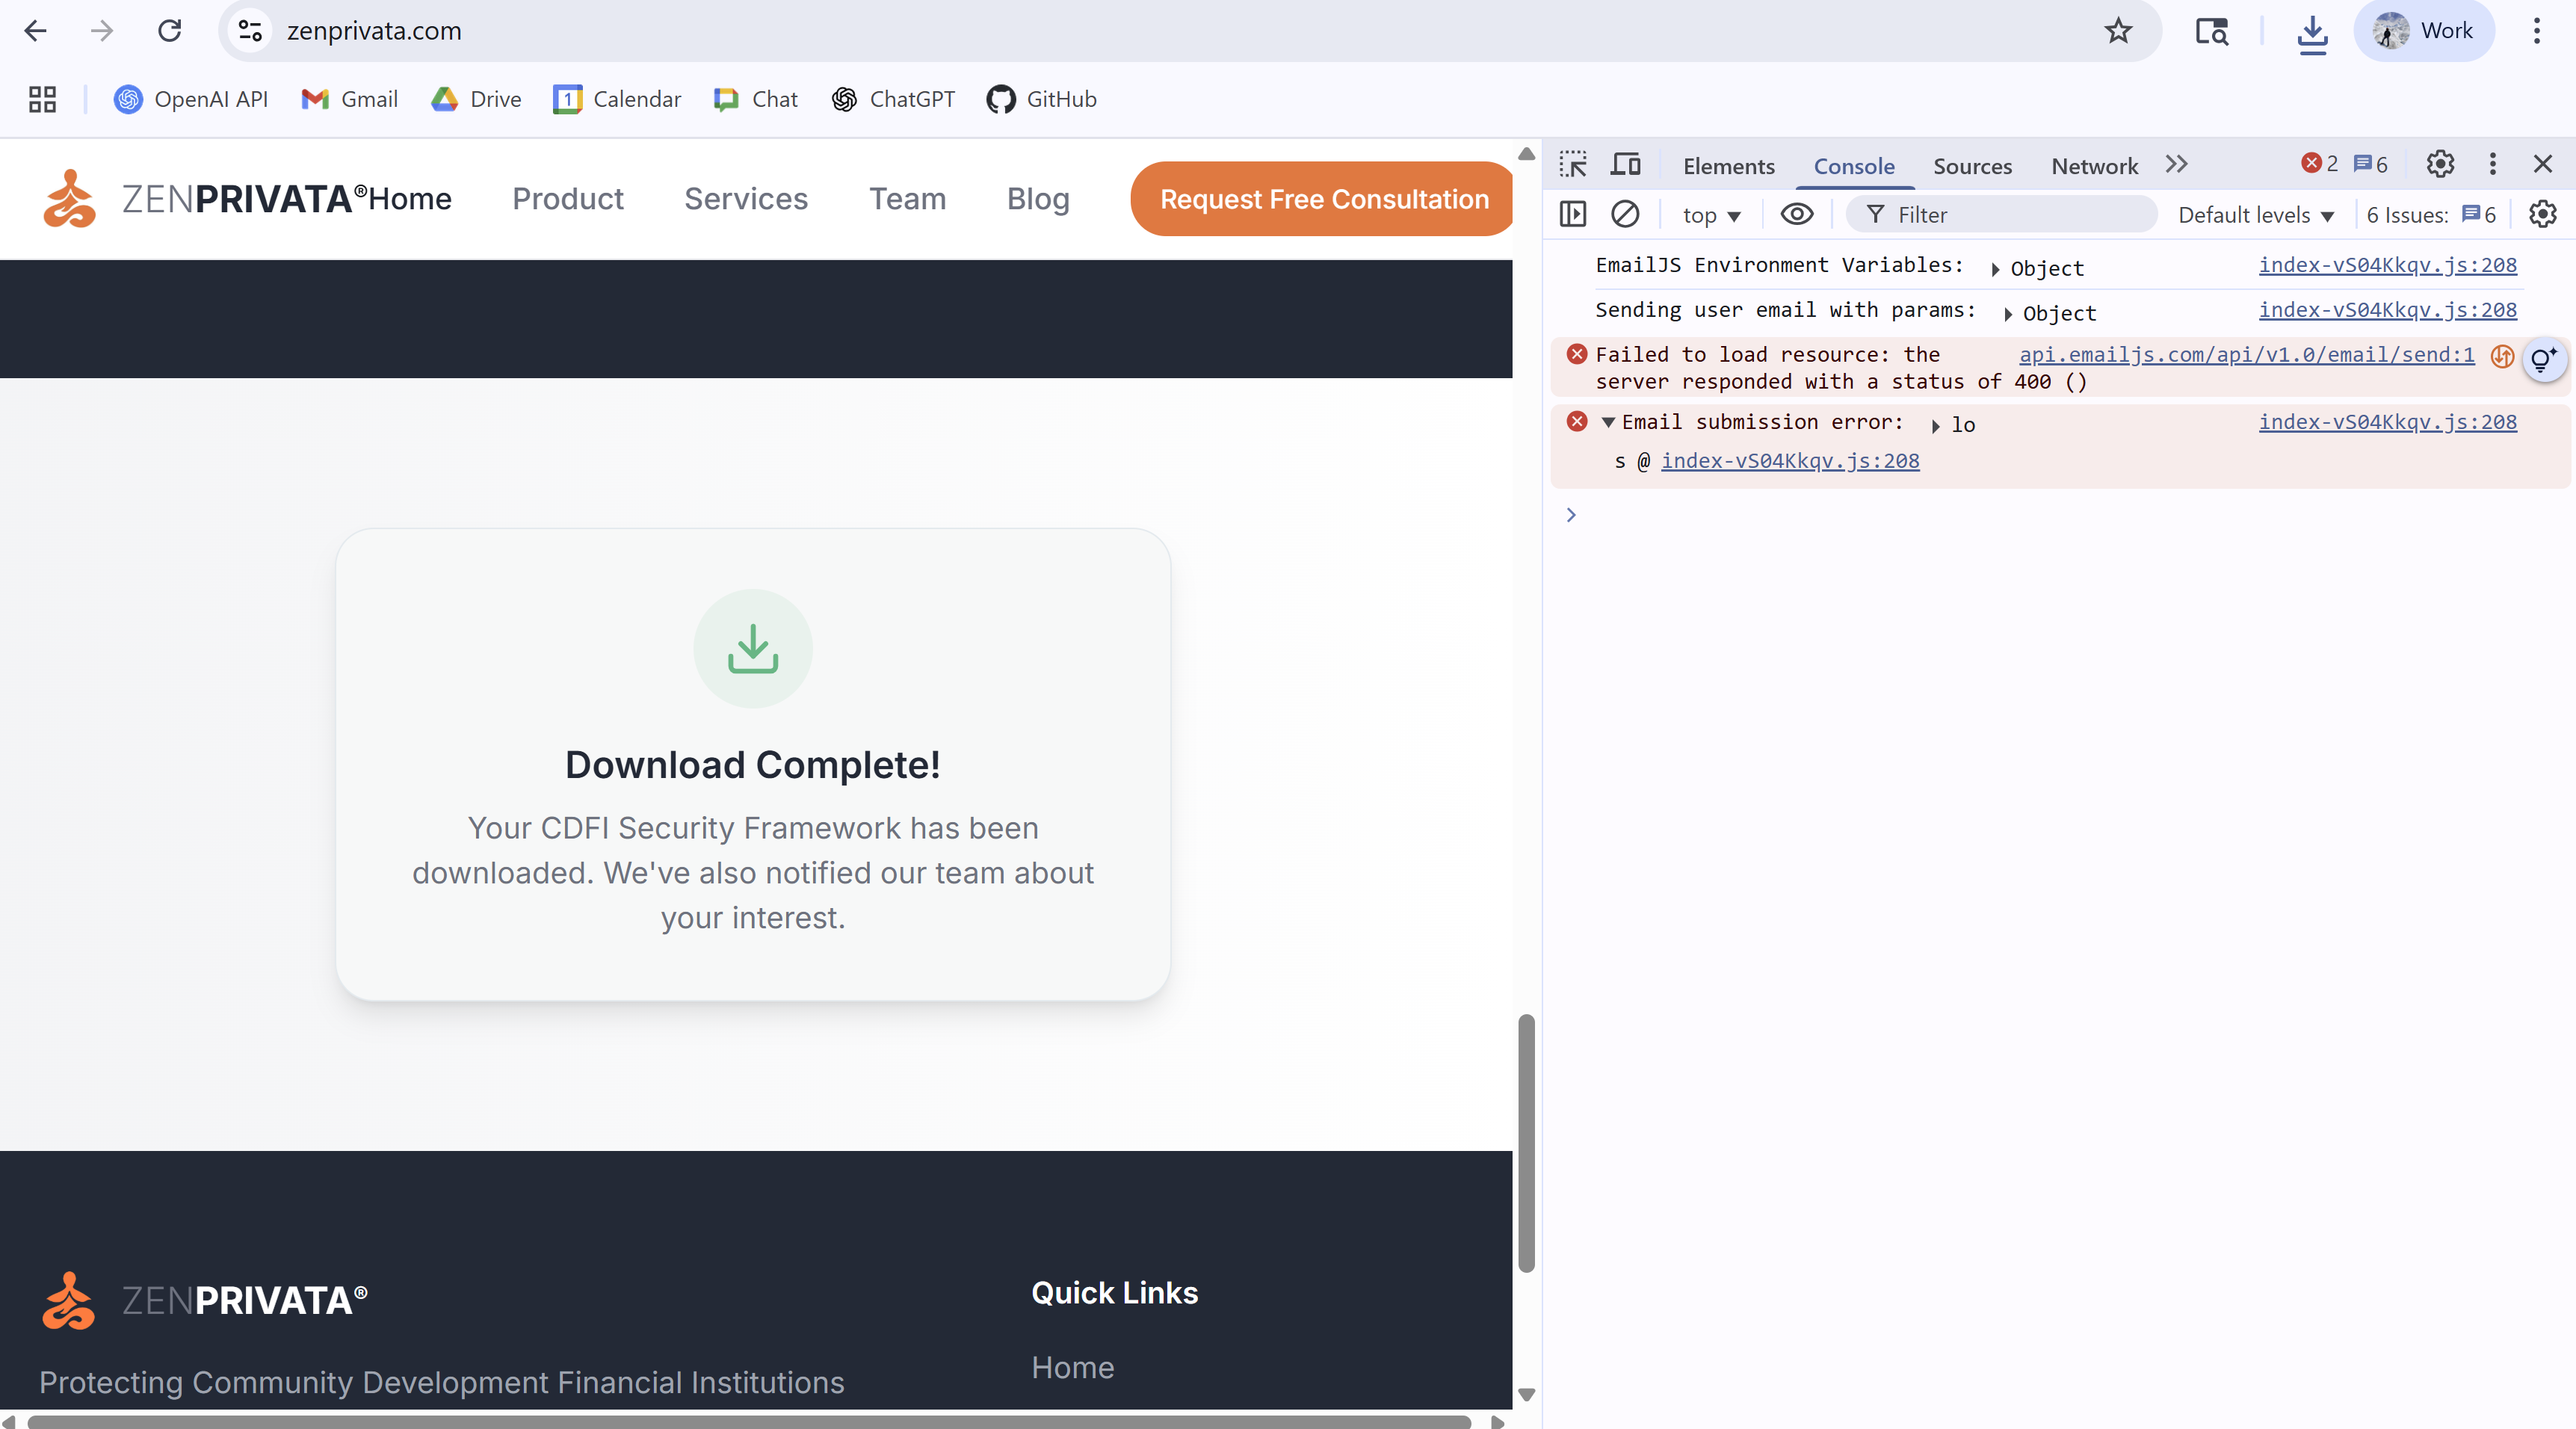 zenprivata.com
Work
OpenAI API
Gmail
Drive
1
Calendar
Chat
ChatGPT
GitHub
ZENPRIVATA®
Home
Product
Services
Team
Blog
Request Free Consultation
Download Complete!
Your CDFI Security Framework has been
downloaded. We've also notified our team about
your interest.
ZENPRIVATA®
Protecting Community Development Financial Institutions
Quick Links
Home
Elements
Console
Sources
Network
2
6
top
Filter
Default levels
6 Issues:
6
EmailJS Environment Variables: Object index-vS04Kkqv.js:208
Sending user email with params: Object index-vS04Kkqv.js:208
Failed to load resource: the api.emailjs.com/api/v1.0/email/send:1
server responded with a status of 400 ()
Email submission error: lo index-vS04Kkqv.js:208
s @ index-vS04Kkqv.js:208